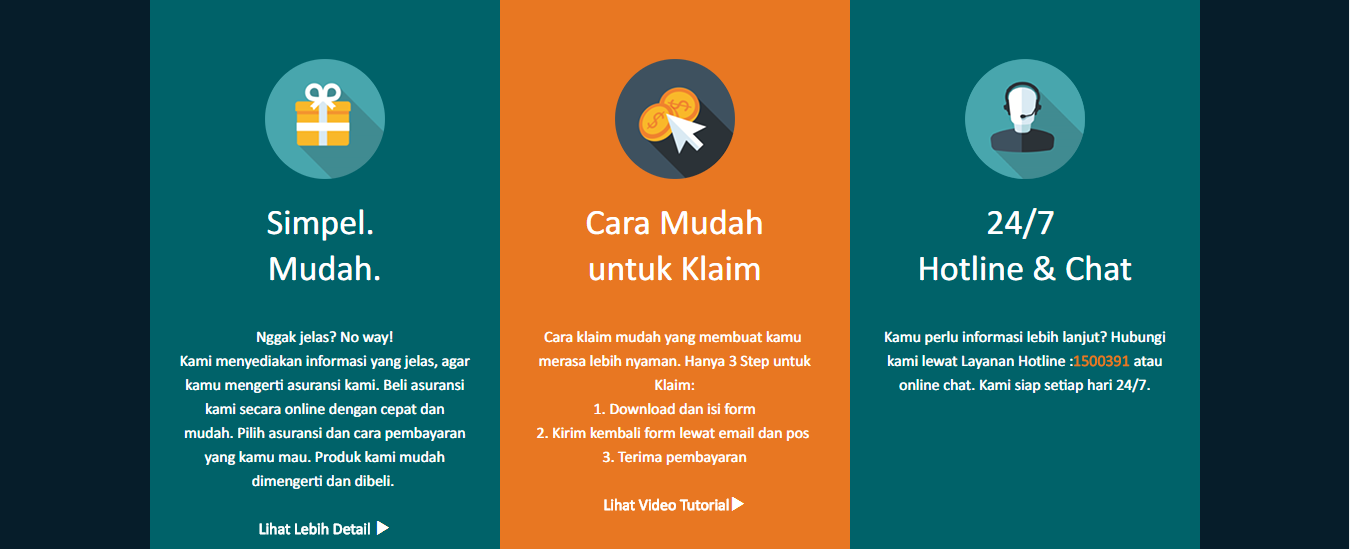 Simpel.
Mudah.
Nggak jelas? No way!
Kami menyediakan informasi yang jelas, agar
kamu mengerti asuransi kami. Beli asuransi
kami secara online dengan cepat dan
mudah. Pilih asuransi dan cara pembayaran
yang kamu mau. Produk kami mudah
dimengerti dan dibeli.
Lihat Lebih Detail
Cara Mudah
untuk Klaim
Cara klaim mudah yang membuat kamu
merasa lebih nyaman. Hanya 3 Step untuk
Klaim:
1. Download dan isi form
2. Kirim kembali form lewat email dan pos
3. Terima pembayaran
Lihat Video Tutorial
24/7
Hotline & Chat
Kamu perlu informasi lebih lanjut? Hubungi
kami lewat Layanan Hotline :1500391 atau
online chat. Kami siap setiap hari 24/7.